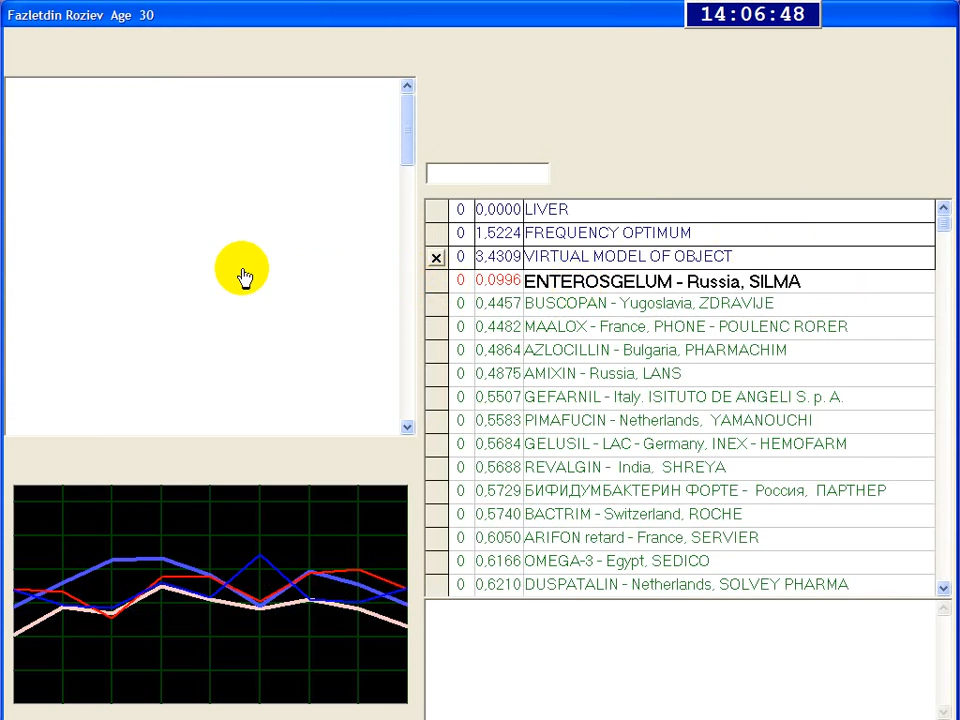 Fazletdin Roziev Age 30
14:06:48
0 0,0000 LIVER
0 1,5224 FREQUENCY OPTIMUM
0 3,4309 VIRTUAL MODEL OF OBJECT
0 0,0996 ENTEROSGELUM - Russia, SILMA
0 0,4457 BUSCOPAN - Yugoslavia, ZDRAVIJE
0 0,4482 MAALOX - France, PHONE - POULENC RORER
0 0,4864 AZLOCILLIN - Bulgaria, PHARMACHIM
0 0,4875 AMIXIN - Russia, LANS
0 0,5507 GEFARNIL - Italy. ISITUTO DE ANGELI S. p. A.
0 0,5583 PIMAFUCIN - Netherlands, YAMANOUCHI
0 0,5684 GELUSIL - LAC - Germany, INEX - HEMOFARM
0 0,5688 REVALGIN - India, SHREYA
0 0,5729 БИФИДУМБАКТЕРИН ФОРТЕ - Россия, ПАРТНЕР
0 0,5740 BACTRIM - Switzerland, ROCHE
0 0,6050 ARIFON retard - France, SERVIER
0 0,6166 OMEGA-3 - Egypt, SEDICO
0 0,6210 DUSPATALIN - Netherlands, SOLVEY PHARMA